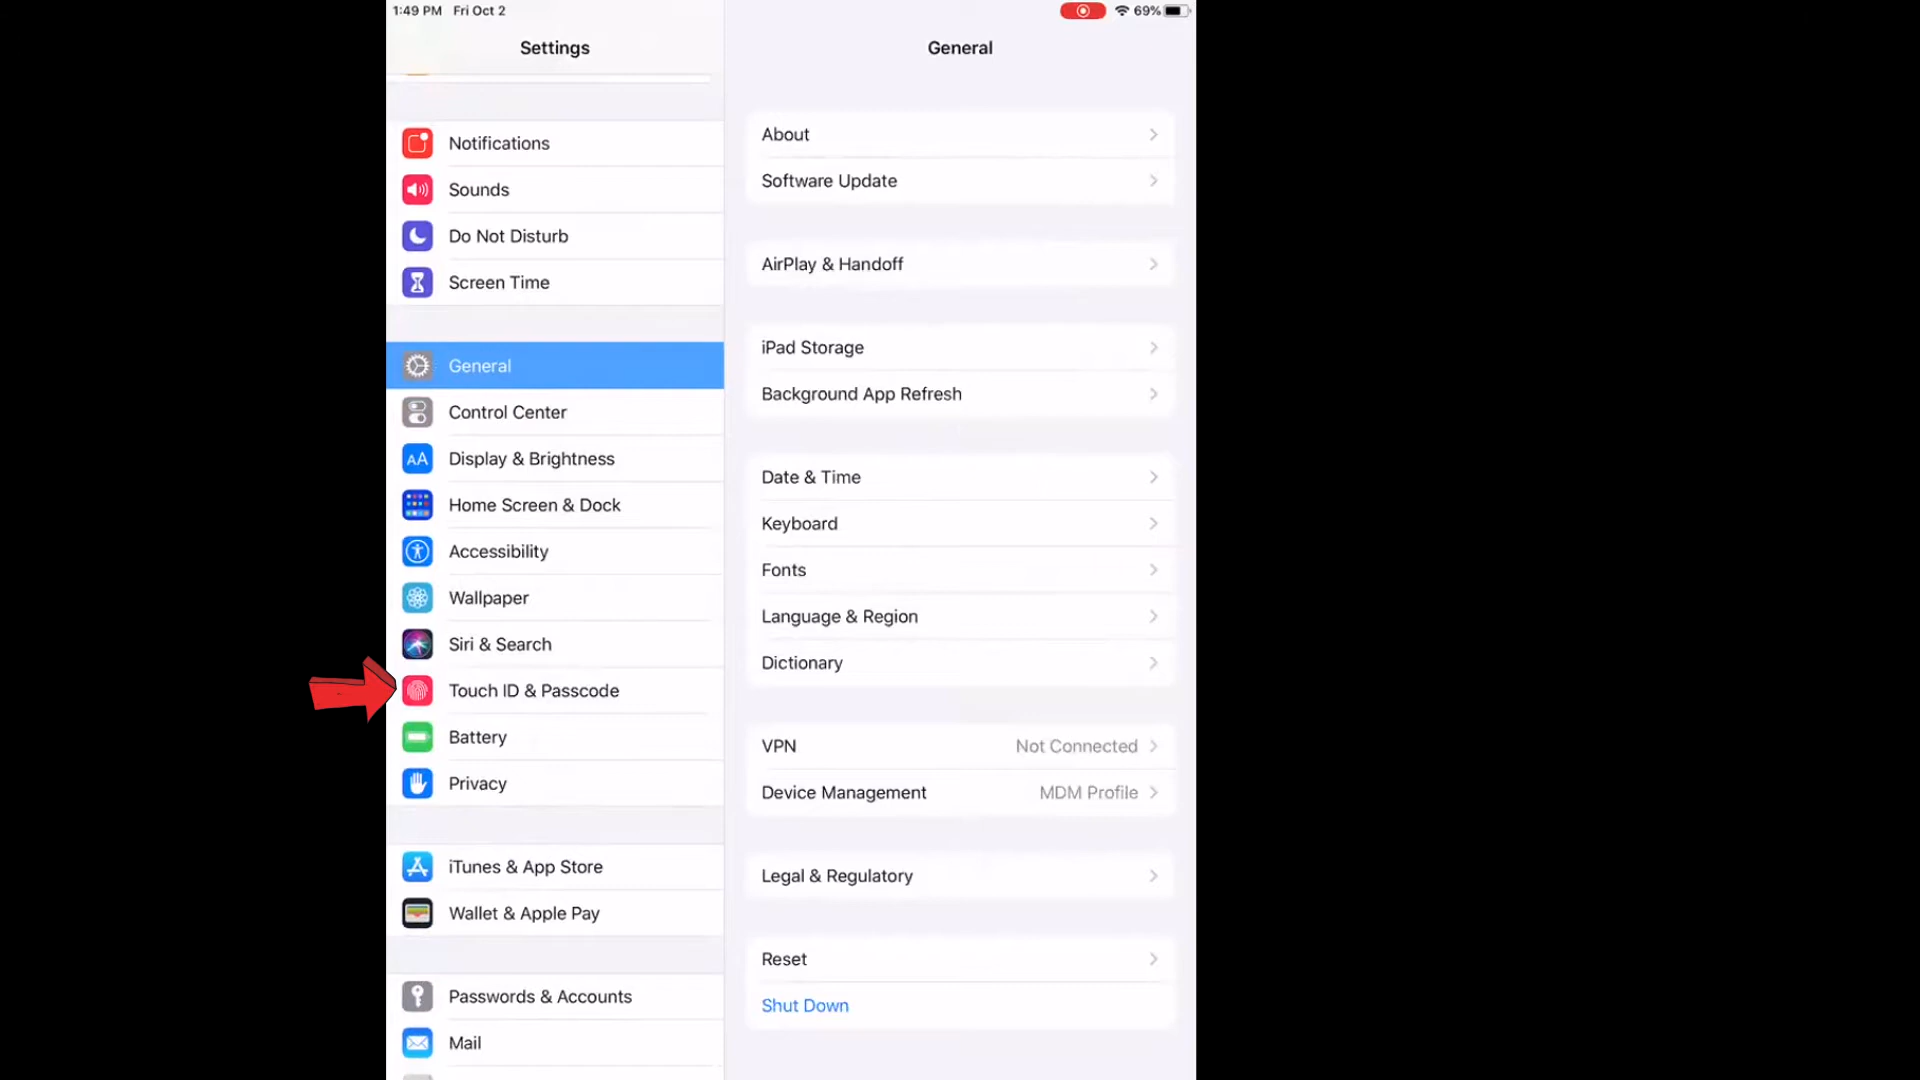 1:49 PM Fri Oct 2
69%
Settings
Notifications
Sounds
Do Not Disturb
Screen Time
General
Control Center
AA
Display & Brightness
Home Screen & Dock
Accessibility
Wallpaper
Siri & Search
Touch ID & Passcode
Battery
Privacy
iTunes & App Store
Wallet & Apple Pay
Passwords & Accounts
Mail
General
About
Software Update
AirPlay & Handoff
iPad Storage
Background App Refresh
Date & Time
Keyboard
Fonts
Language & Region
Dictionary
VPN Not Connected
Device Management MDM Profile
Legal & Regulatory
Reset
Shut Down